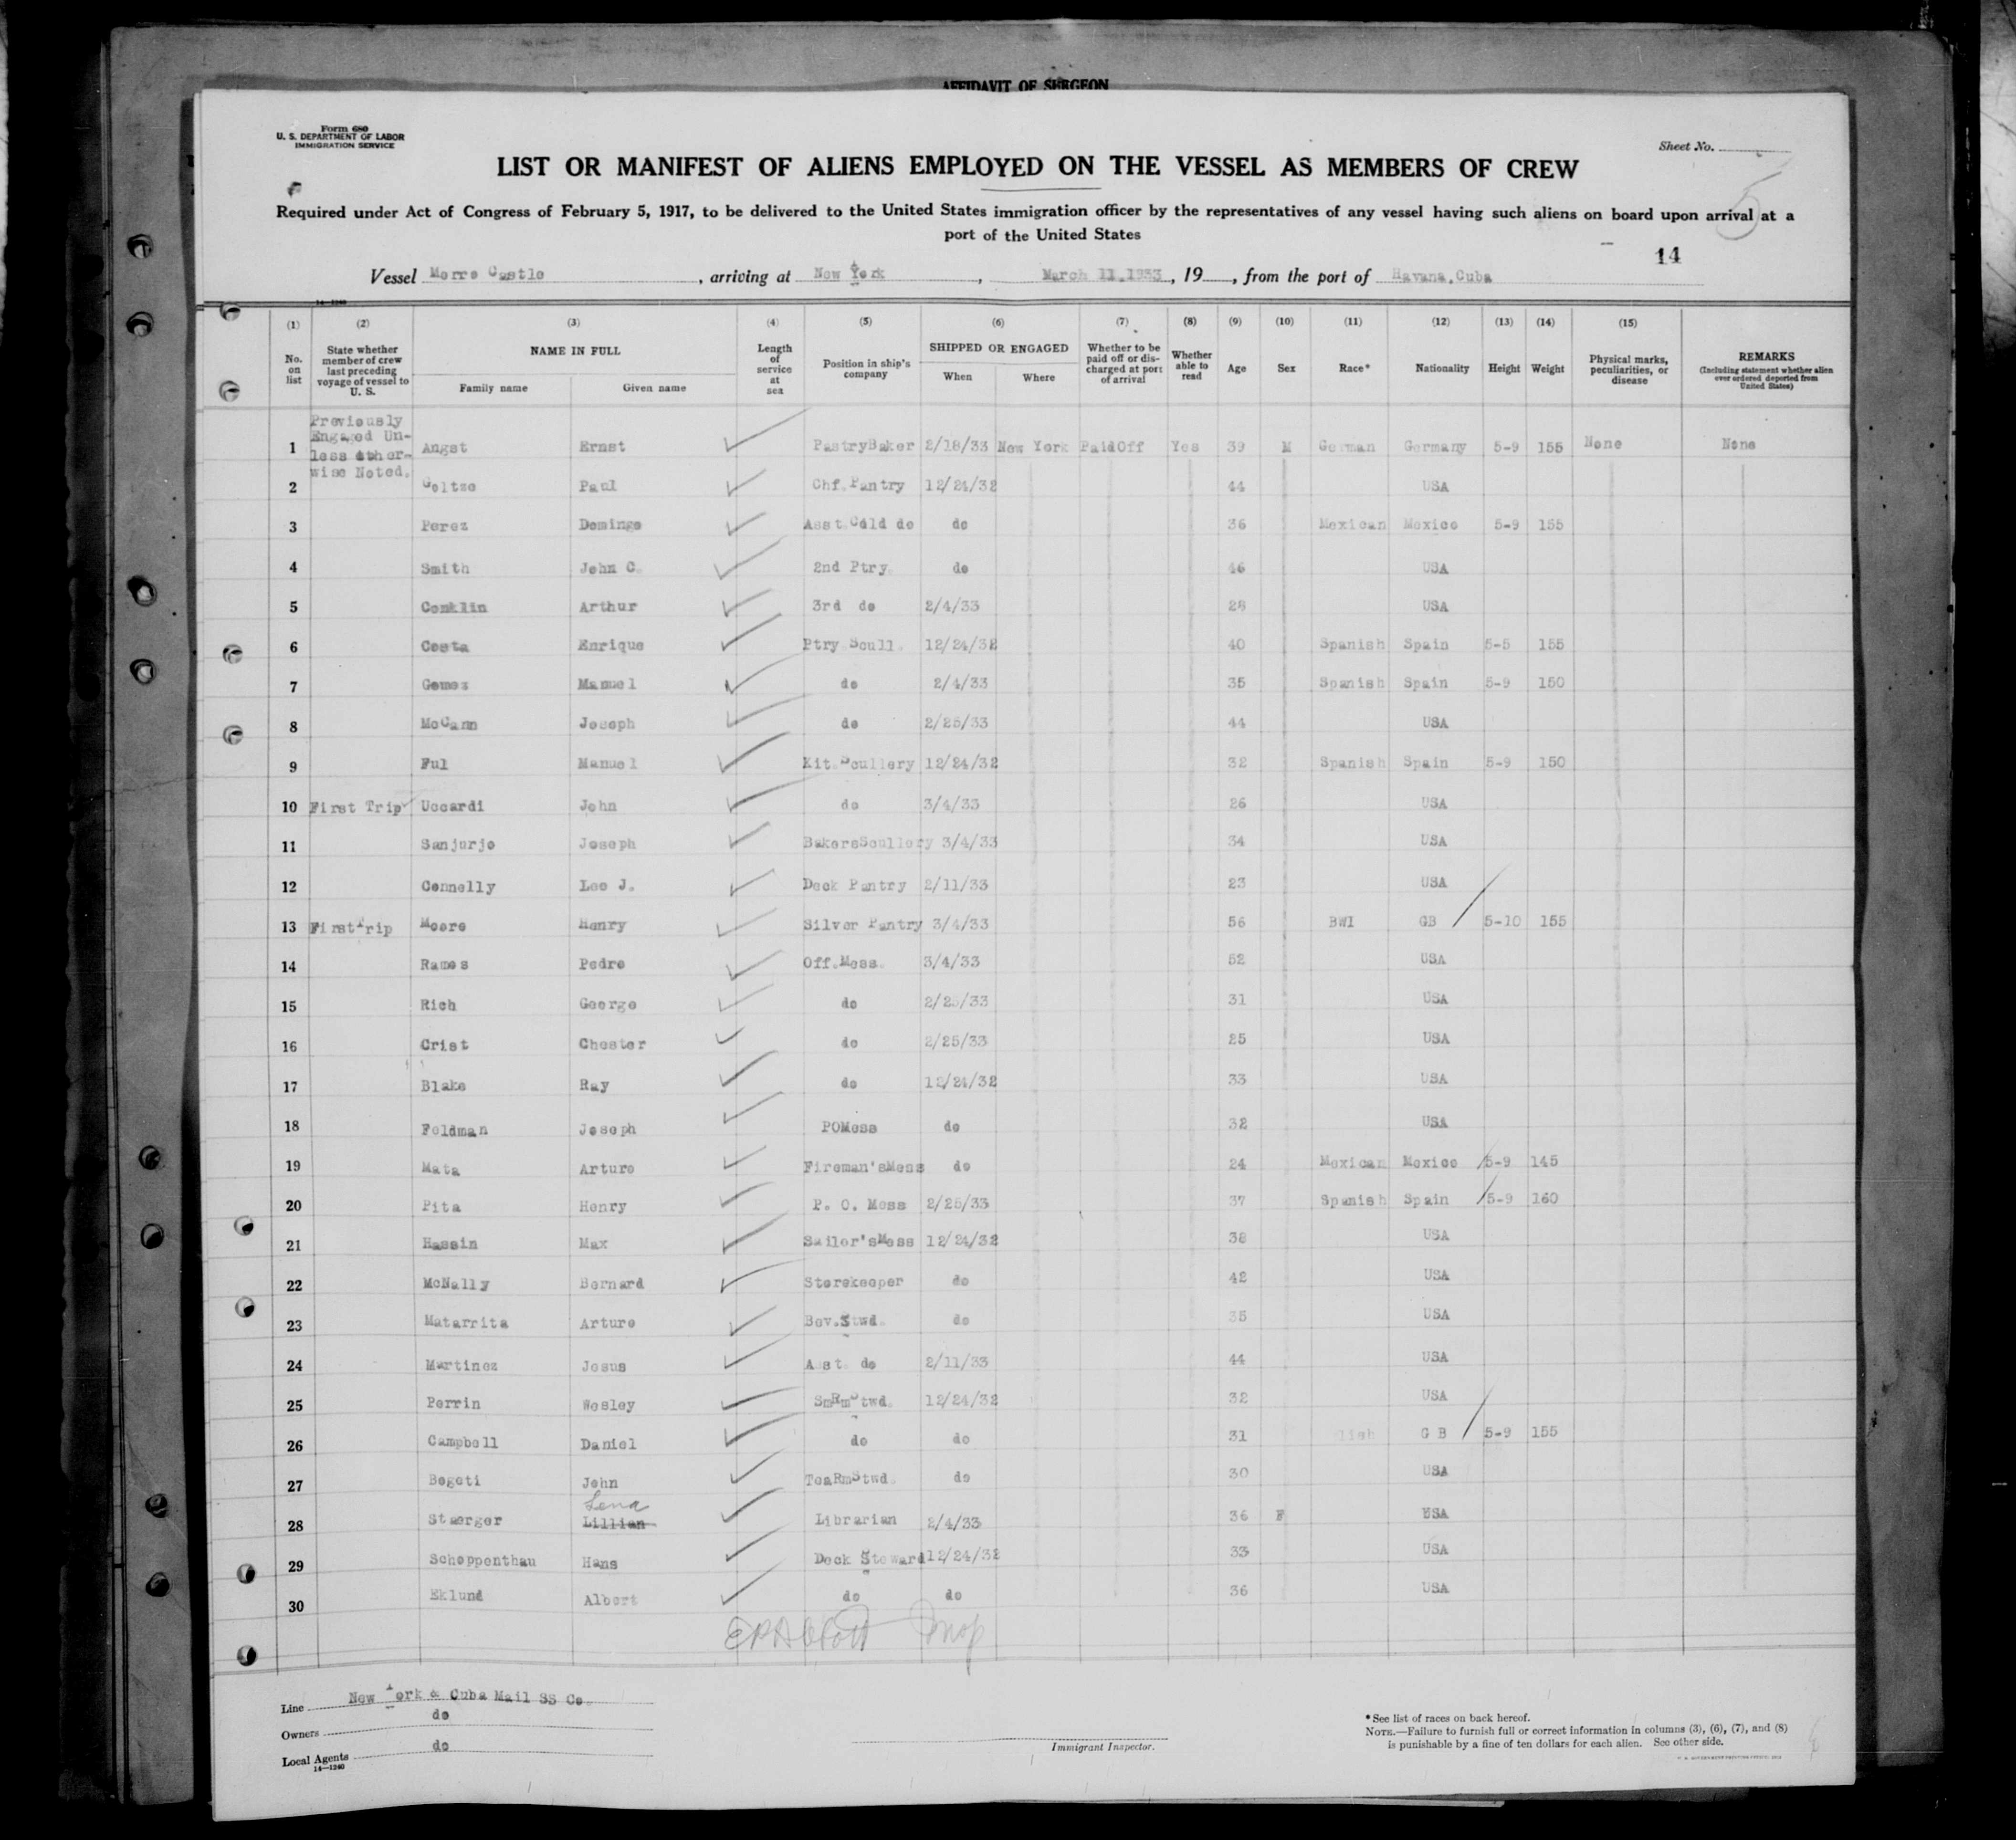 AFFIDAVIT OF SURGEON
Form 680
U. S. DEPARTMENT OF LABOR
IMMIGRATION SERVICE
Sheet No.
5
LIST OR MANIFEST OF ALIENS EMPLOYED ON THE VESSEL AS MEMBERS OF CREW
Required under Act of Congress of February 5, 1917, to be delivered to the United States immigration officer by the representatives of any vessel having such aliens on board upon arrival at a
port of the United States
14
Vessel Morro Castle, arriving at New York, March 11,1933, 19, from the port of Havana,Cuba
(1) (2) (3) (4) (5) (6) (7) (8) (9) (10) (11) (12) (13) (14) (15)
No. on list State whether member of crew last preceding voyage of vessel to U. S. NAME IN FULL Family name Given name Length of service at sea Position in ship's company SHIPPED OR ENGAGED When Where Whether to be paid off or discharged at port of arrival Whether able to read Age Sex Race* Nationality Height Weight Physical marks, peculiarities, or disease REMARKS (Including statement whether alien ever ordered deported from United States)
Previously Engaged Unless otherwise Noted.
1 Angst Ernst PastryBaker 2/18/33 New York PaidOff Yes 39 M German Germany 5-9 155 None None
2 Goltze Paul Chf.Pantry 12/24/32 44 USA
3 Perez Domingo Asst.Cold do do 36 Mexican Mexico 5-9 155
4 Smith John C. 2nd Ptry. do 46 USA
5 Conklin Arthur 3rd do 2/4/33 28 USA
6 Costa Enrique Ptry Scull. 12/24/32 40 Spanish Spain 5-5 155
7 Gomez Manuel do 2/4/33 35 Spanish Spain 5-9 150
8 McCann Joseph do 2/25/33 44 USA
9 Ful Manuel Kit.Scullery 12/24/32 32 Spanish Spain 5-9 150
10 First Trip Uccardi John do 3/4/33 26 USA
11 Sanjurjo Joseph BakersScullery 3/4/33 34 USA
12 Connelly Leo J. Deck Pantry 2/11/33 23 USA
13 FirstTrip Moore Henry Silver Pantry 3/4/33 56 BWI GB 5-10 155
14 Ramos Pedro Off.Mess. 3/4/33 52 USA
15 Rich George do 2/25/33 31 USA
16 Crist Chester do 2/25/33 25 USA
17 Blake Ray do 12/24/32 33 USA
18 Feldman Joseph POMess do 32 USA
19 Mata Arturo Fireman'sMess do 24 Mexican Mexico 5-9 145
20 Pita Henry P. O. Mess 2/25/33 37 Spanish Spain 5-9 160
21 Hassin Max Sailor'sMess 12/24/32 38 USA
22 McNally Bernard Storekeeper do 42 USA
23 Matarrita Arturo Bev.Stwd. do 35 USA
24 Martinez Jesus Asst do 2/11/33 44 USA
25 Perrin Wesley SmRmStwd. 12/24/32 32 USA
26 Campbell Daniel do do 31 G B 5-9 155
27 Bogoti John TeaRmStwd. do 30 USA
Lena
28 Staerger Lillian Librarian 2/4/33 36 F USA
29 Schoppenthau Hans Deck Steward 12/24/32 33 USA
30 Eklund Albert do do 36 USA
Line New York & Cuba Mail SS Co.
Owners do
Local Agents do
14—1240
Immigrant Inspector.
* See list of races on back hereof.
NOTE.—Failure to furnish full or correct information in columns (3), (6), (7), and (8)
is punishable by a fine of ten dollars for each alien. See other side.